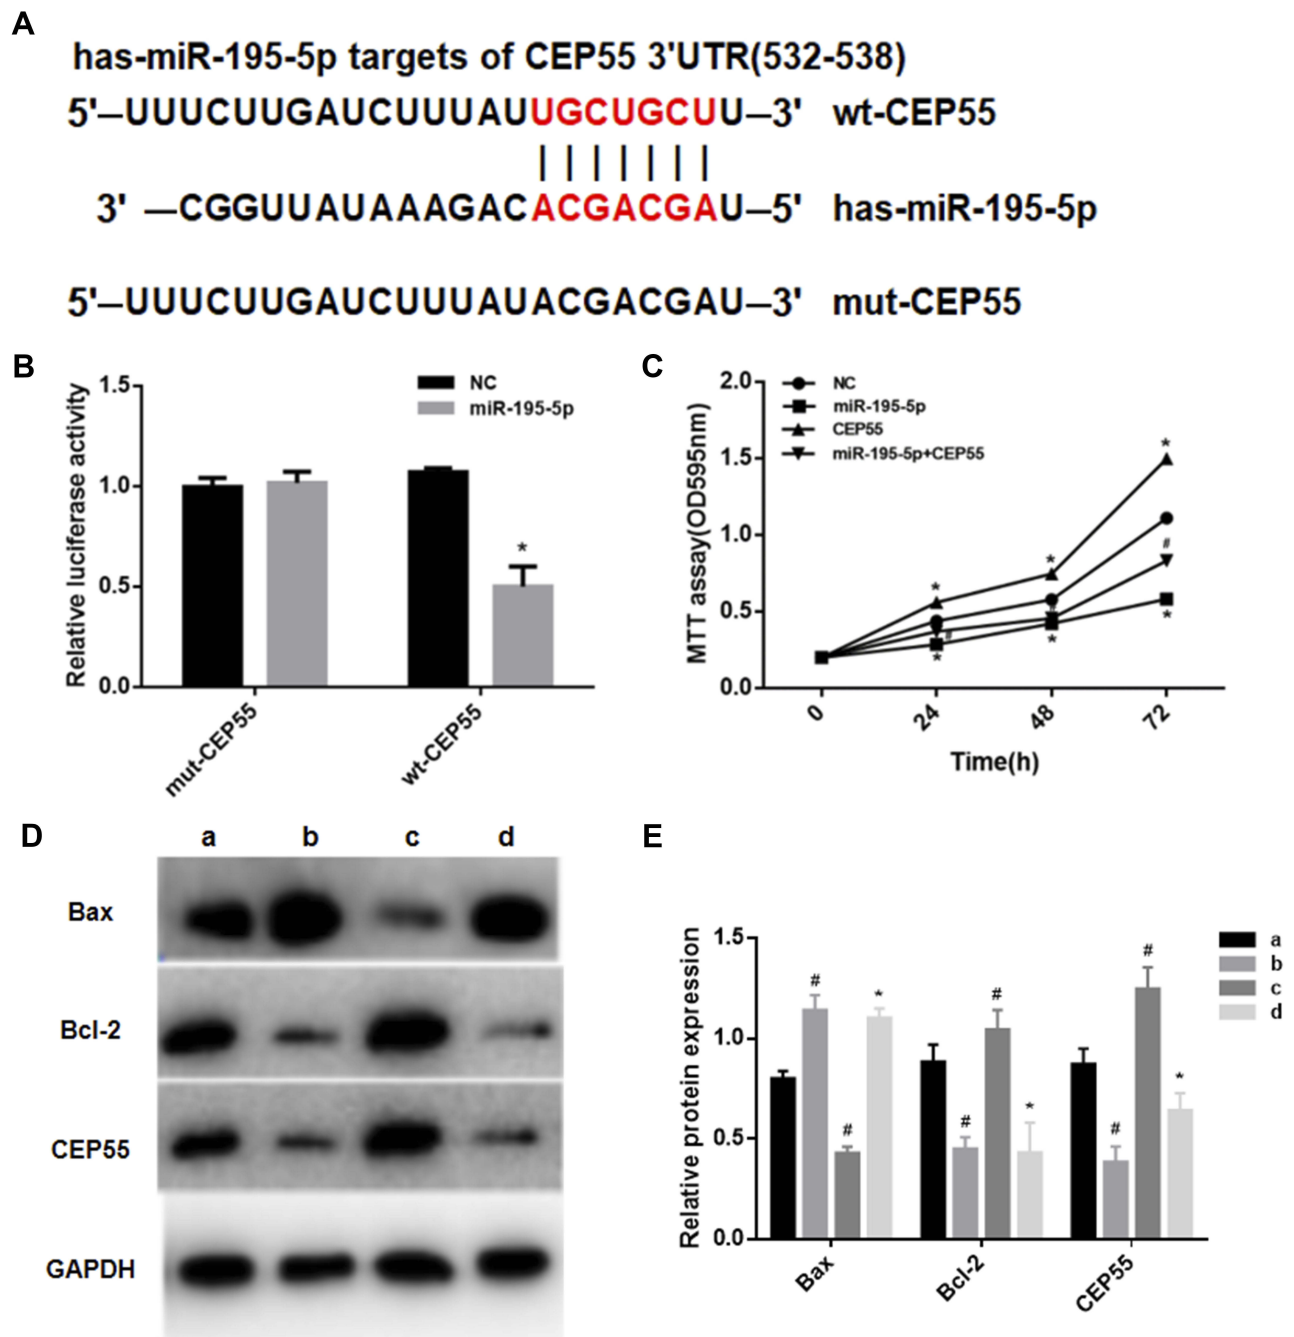 A
has-miR-195-5p targets of CEP55 3'UTR(532-538)
5'—UUUCUUGAUCUUUAUUGCUGCUU—3' wt-CEP55
3' —CGGUUAUAAAGACACGACGAU—5' has-miR-195-5p
5'—UUUCUUGAUCUUUAUACGACGAU—3' mut-CEP55
B
Relative luciferase activity
1.5
1.0
0.5
0.0
NC
miR-195-5p
*
mut-CEP55
wt-CEP55
C
MTT assay(OD595nm)
2.0
1.5
1.0
0.5
0.0
NC
miR-195-5p
CEP55
miR-195-5p+CEP55
*
*
*
#
#
*
*
*
0
24
48
72
Time(h)
D
a b c d
Bax
Bcl-2
CEP55
GAPDH
E
Relative protein expression
1.5
1.0
0.5
0.0
a
b
c
d
# # * # # * # # *
Bax
Bcl-2
CEP55